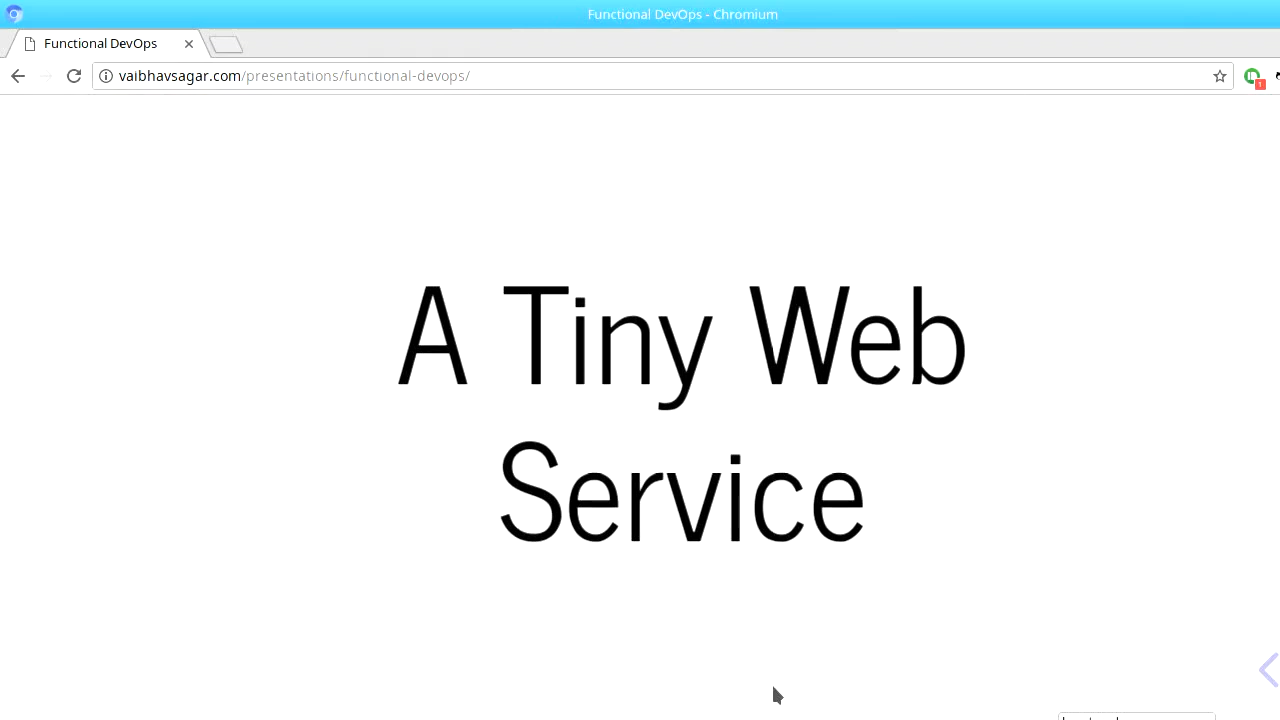 Functional DevOps - Chromium
Functional DevOps
vaibhavsagar.com/presentations/functional-devops/
A Tiny Web
Service